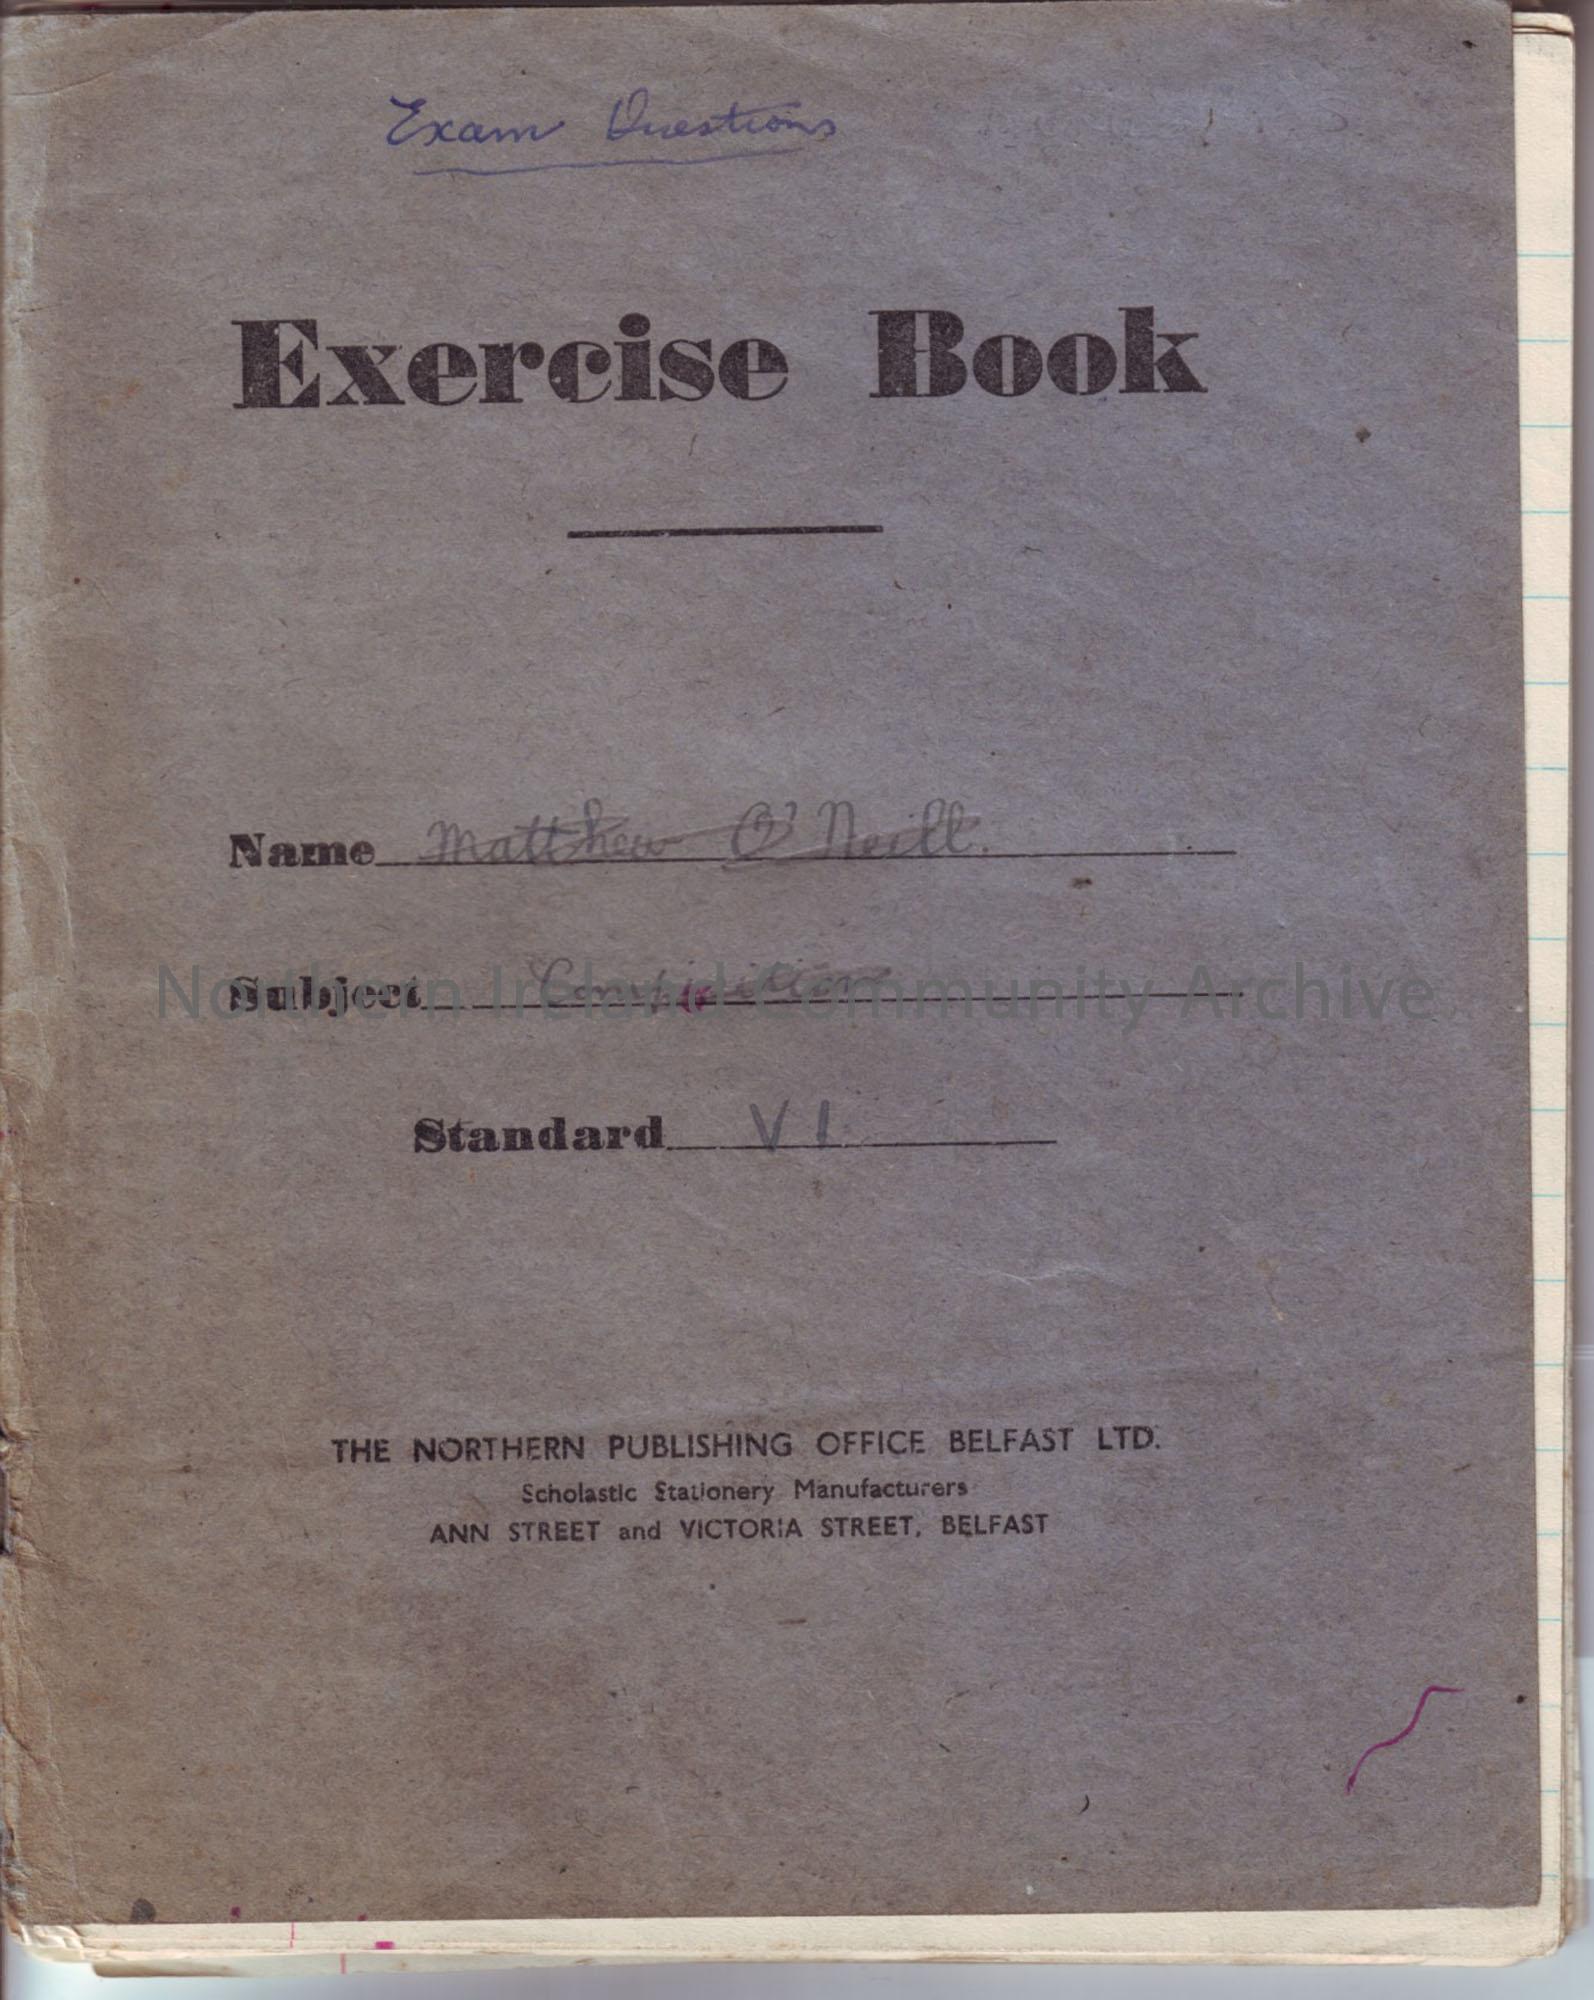 Exam Questions
Exercise Book
Name Matthew O'Neill.
Subject Composition
Northern Ireland Community Archive
Standard VI
THE NORTHERN PUBLISHING OFFICE BELFAST LTD.
Scholastic Stationery Manufacturers
ANN STREET and VICTORIA STREET, BELFAST